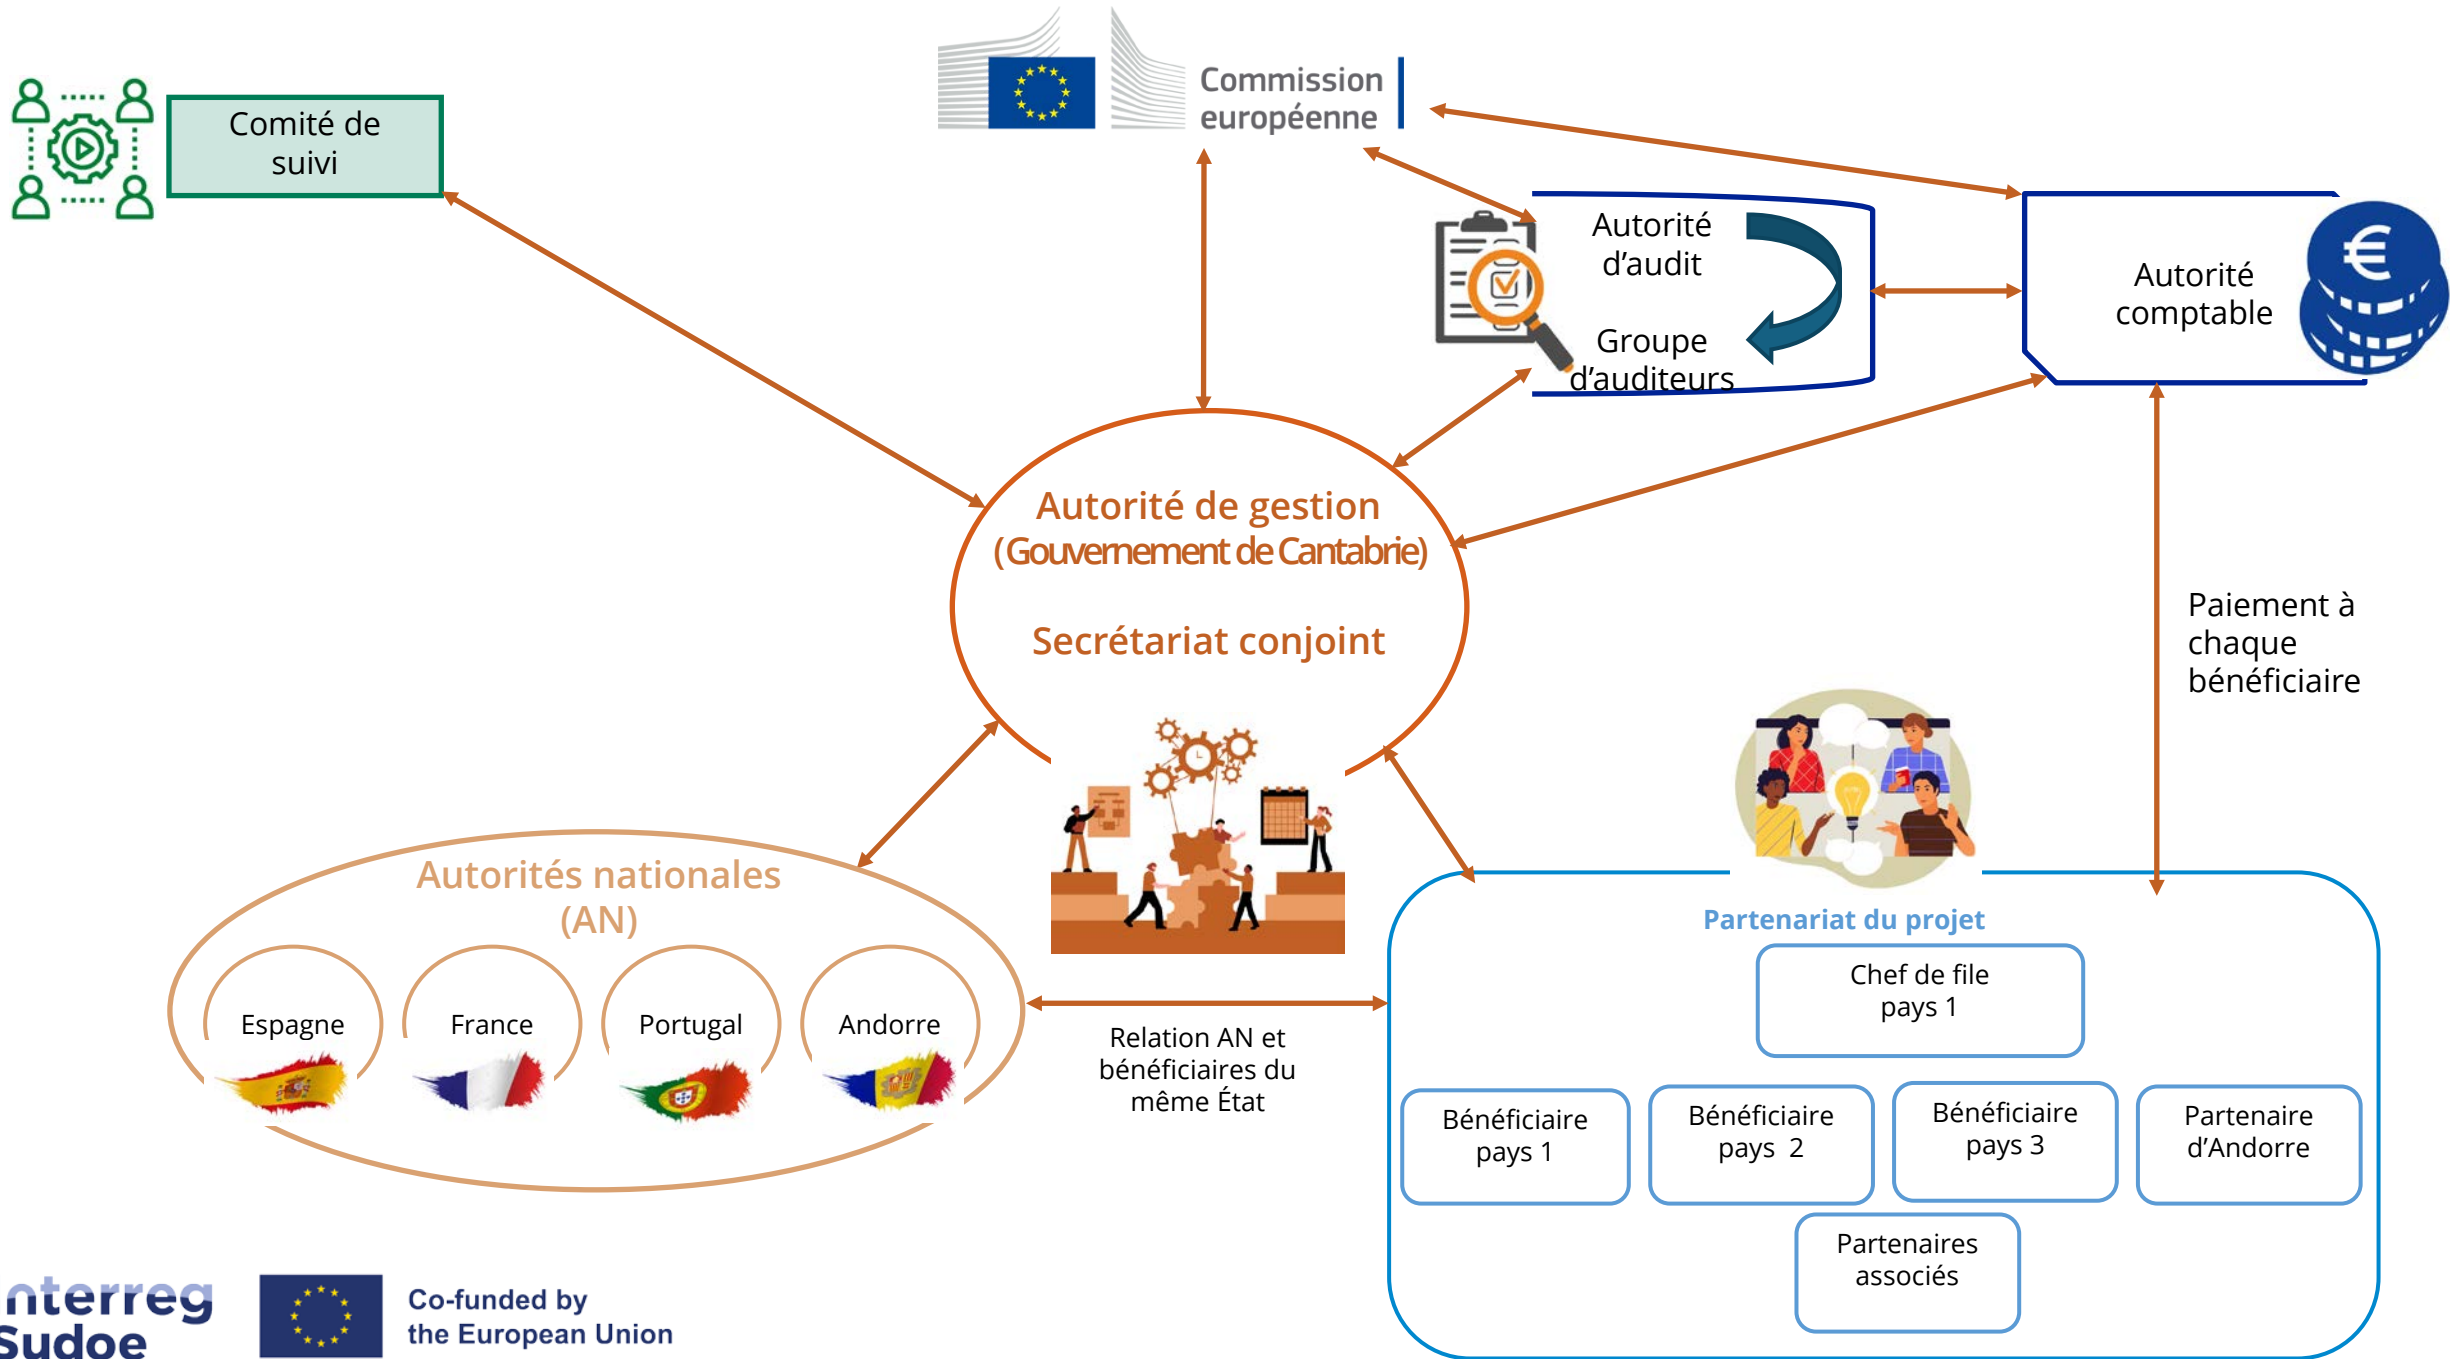 Commission
européenne
Comité de
suivi
Autorité
d’audit
Groupe
d’auditeurs
Autorité
comptable
Autorité de gestion
(Gouvernement de Cantabrie)
Secrétariat conjoint
Paiement à
chaque
bénéficiaire
Autorités nationales
(AN)
Espagne
France
Portugal
Andorre
Relation AN et
bénéficiaires du
même État
Partenariat du projet
Chef de file
pays 1
Bénéficiaire
pays 1
Bénéficiaire
pays 2
Bénéficiaire
pays 3
Partenaire
d’Andorre
Partenaires
associés
nterreg
Sudoe
Co-funded by
the European Union